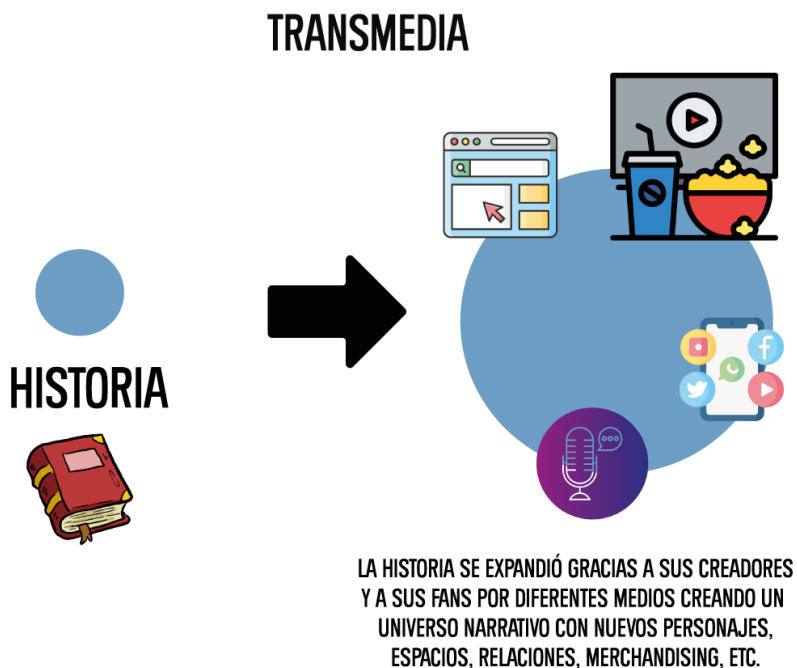 TRANSMEDIA
HISTORIA
LA HISTORIA SE EXPANDIÓ GRACIAS A SUS CREADORES
Y A SUS FANS POR DIFERENTES MEDIOS CREANDO UN
UNIVERSO NARRATIVO CON NUEVOS PERSONAJES,
ESPACIOS, RELACIONES, MERCHANDISING, ETC.